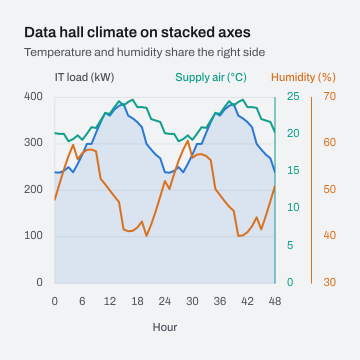 Data hall climate on stacked axes
Temperature and humidity share the right side
IT load (kW) Supply air (°C) Humidity (%)
400 25 70
20
300 60
15
200 50
10
100 5 40
0 0 30
0 6 12 18 24 30 36 42 48
Hour